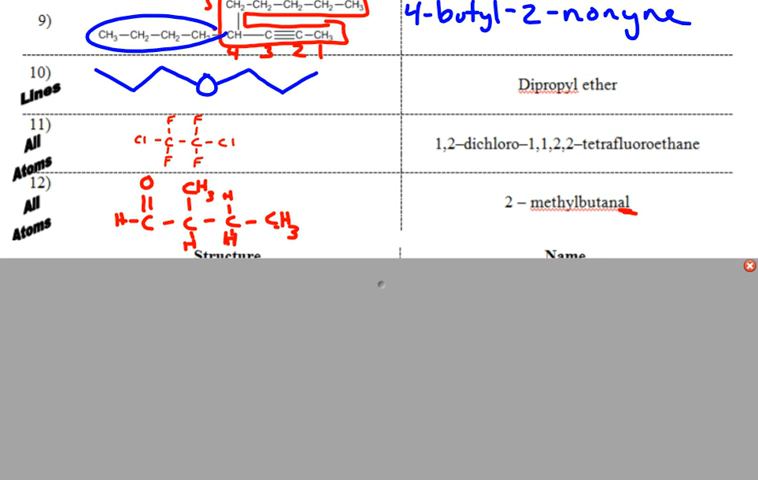 5
CH₂–CH₂–CH₂–CH₂–CH₃
4-butyl-2-nonyne
9)
CH₃–CH₂–CH₂–CH₂–CH–C≡C–CH₃
4 3 2 1
10)
Lines
O
Dipropyl ether
11)
All
Atoms
F F
Cl - C - C - Cl
F F
1,2–dichloro–1,1,2,2–tetrafluoroethane
12)
All
Atoms
O CH₃ H
H - C - C - C - CH₃
H H
2 – methylbutanal
Structure Name